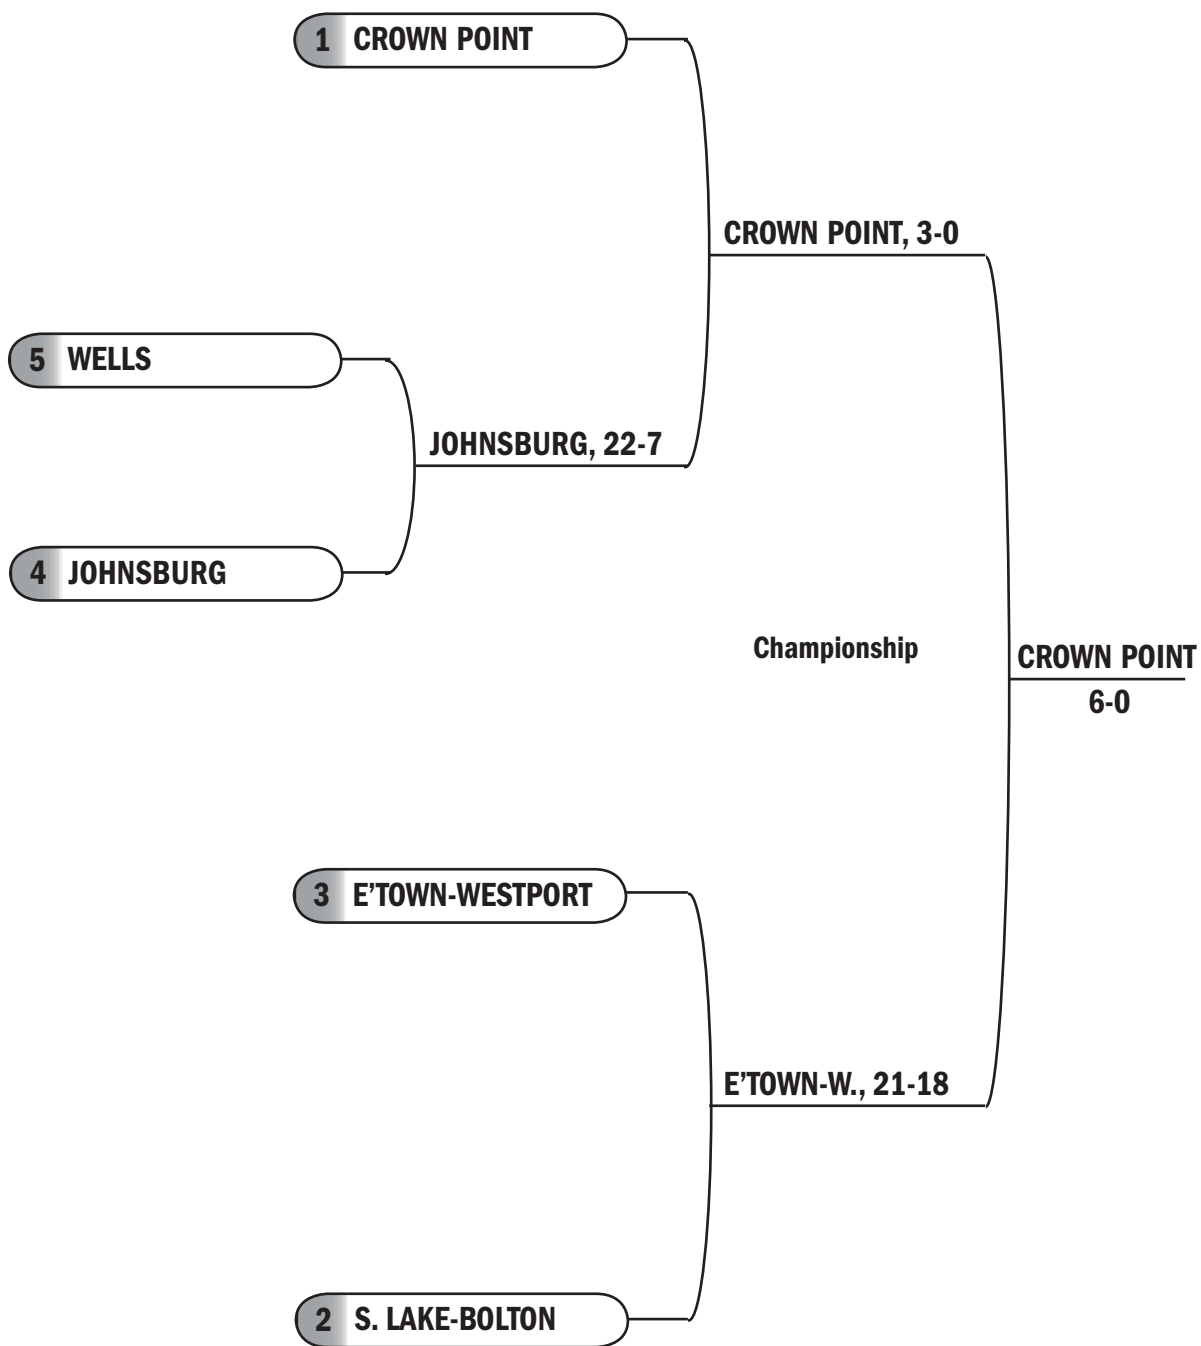 1 CROWN POINT
CROWN POINT, 3-0
5 WELLS
JOHNSBURG, 22-7
4 JOHNSBURG
Championship
CROWN POINT
6-0
3 E’TOWN-WESTPORT
E’TOWN-W., 21-18
2 S. LAKE-BOLTON